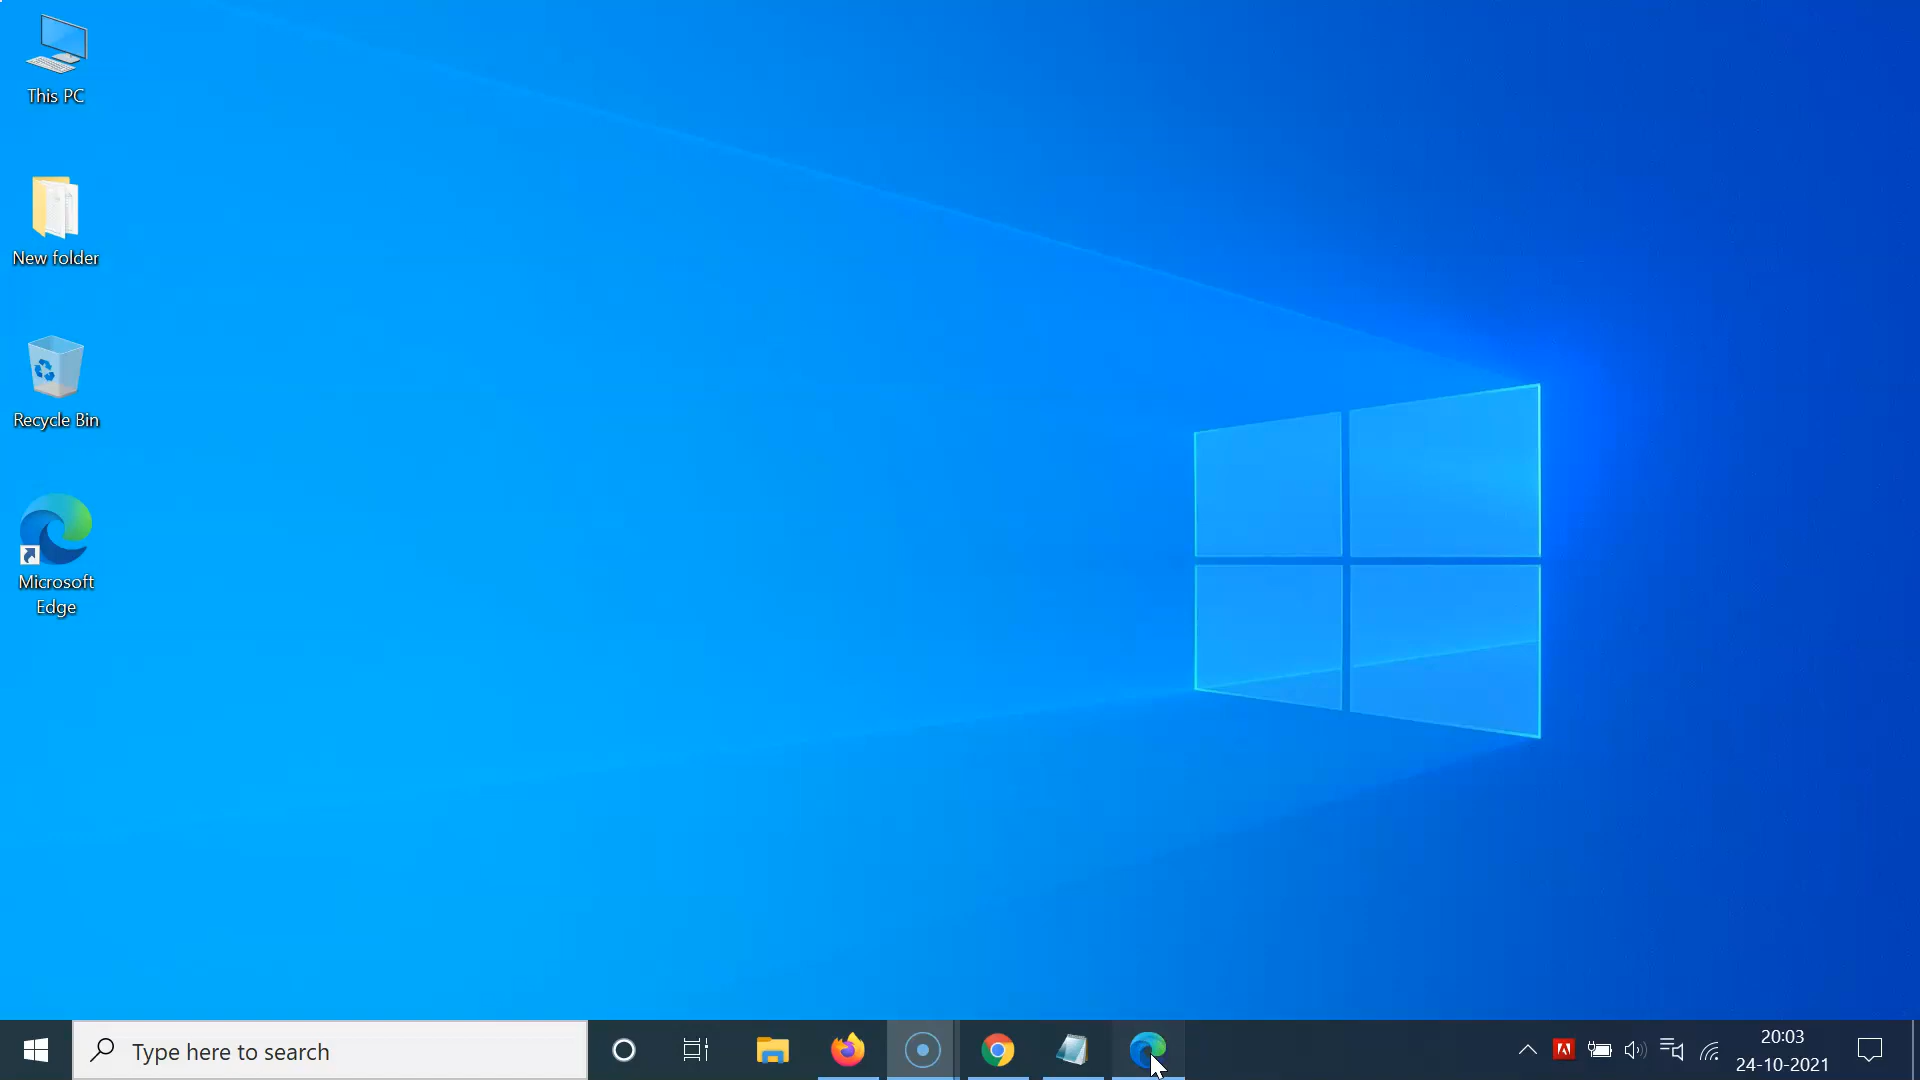 This PC
New folder
Recycle Bin
Microsoft
Edge
Type here to search
20:03
24-10-2021